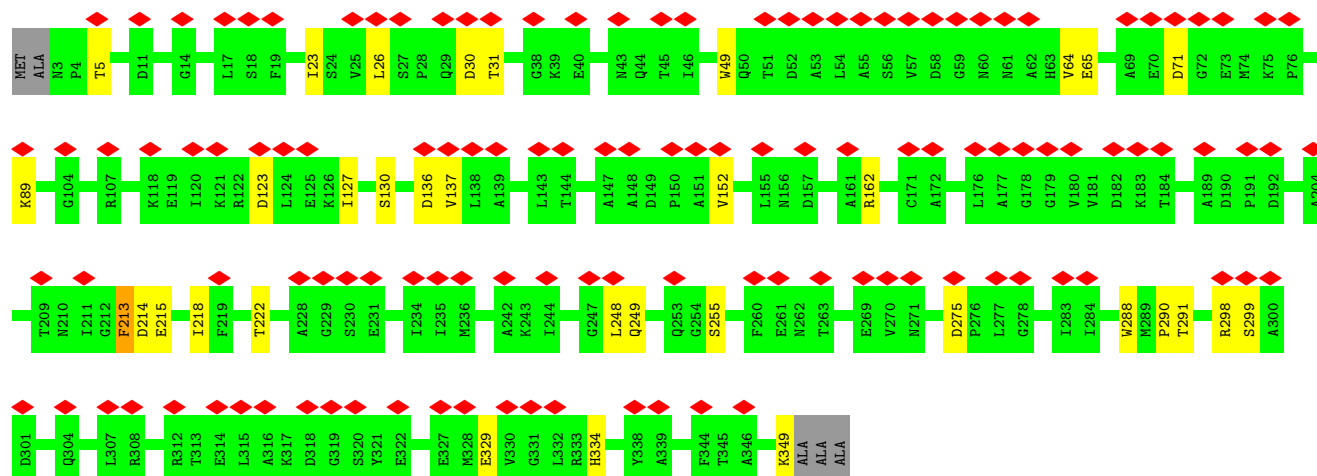 MET ALA N3 P4 T5 D11 G14 L17 S18 F19 I23 S24 V25 L26 S27 P28 Q29 D30 T31 G38 K39 E40 N43 Q44 T45 I46 W49 Q50 T51 D52 A53 L54 A55 S56 V57 D58 G59 N60 N61 A62 H63 V64 E65 A69 E70 D71 G72 E73 M74 K75 P76
K89 G104 R107 K118 E119 I120 K121 R122 D123 L124 E125 K126 I127 S130 D136 V137 L138 A139 L143 T144 A147 A148 D149 P150 A151 V152 L155 N156 D157 A161 R162 C171 A172 L176 A177 G178 G179 V180 V181 D182 K183 T184 A189 D190 P191 D192 A204
T209 N210 I211 G212 F213 D214 E215 I218 F219 T222 A228 G229 S230 E231 I234 I235 M236 A242 K243 I244 G247 L248 Q249 Q253 G254 S255 F260 E261 N262 T263 E269 V270 N271 D275 P276 L277 G278 I283 I284 W288 M289 P290 T291 R298 S299 A300
D301 Q304 L307 R308 R312 T313 E314 L315 A316 K317 D318 G319 S320 Y321 E322 E327 M328 E329 V330 G331 L332 R333 H334 Y338 A339 F344 T345 A346 K349 ALA ALA ALA